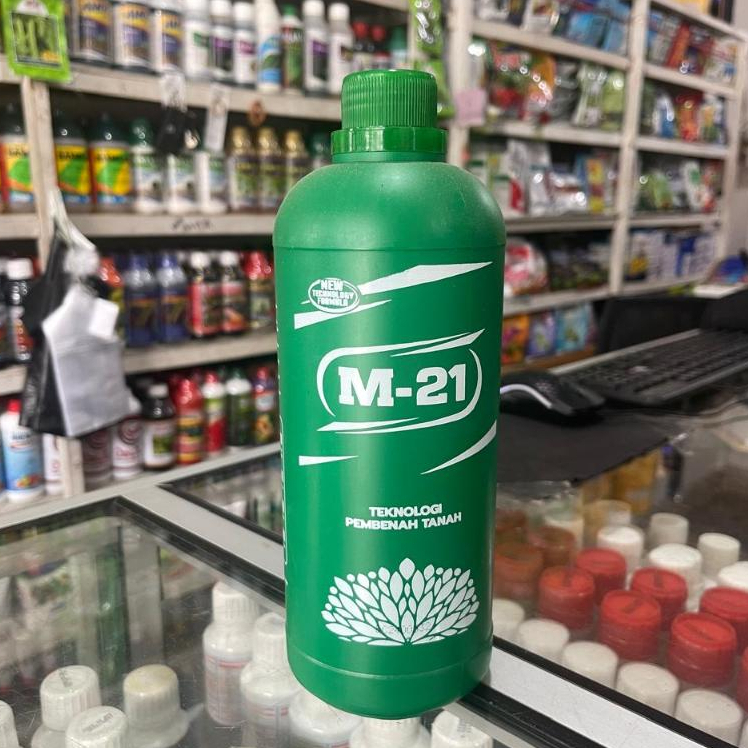 NEW
TECHNOLOGY
FORMULA
M-21
TEKNOLOGI
PEMBENAH TANAH